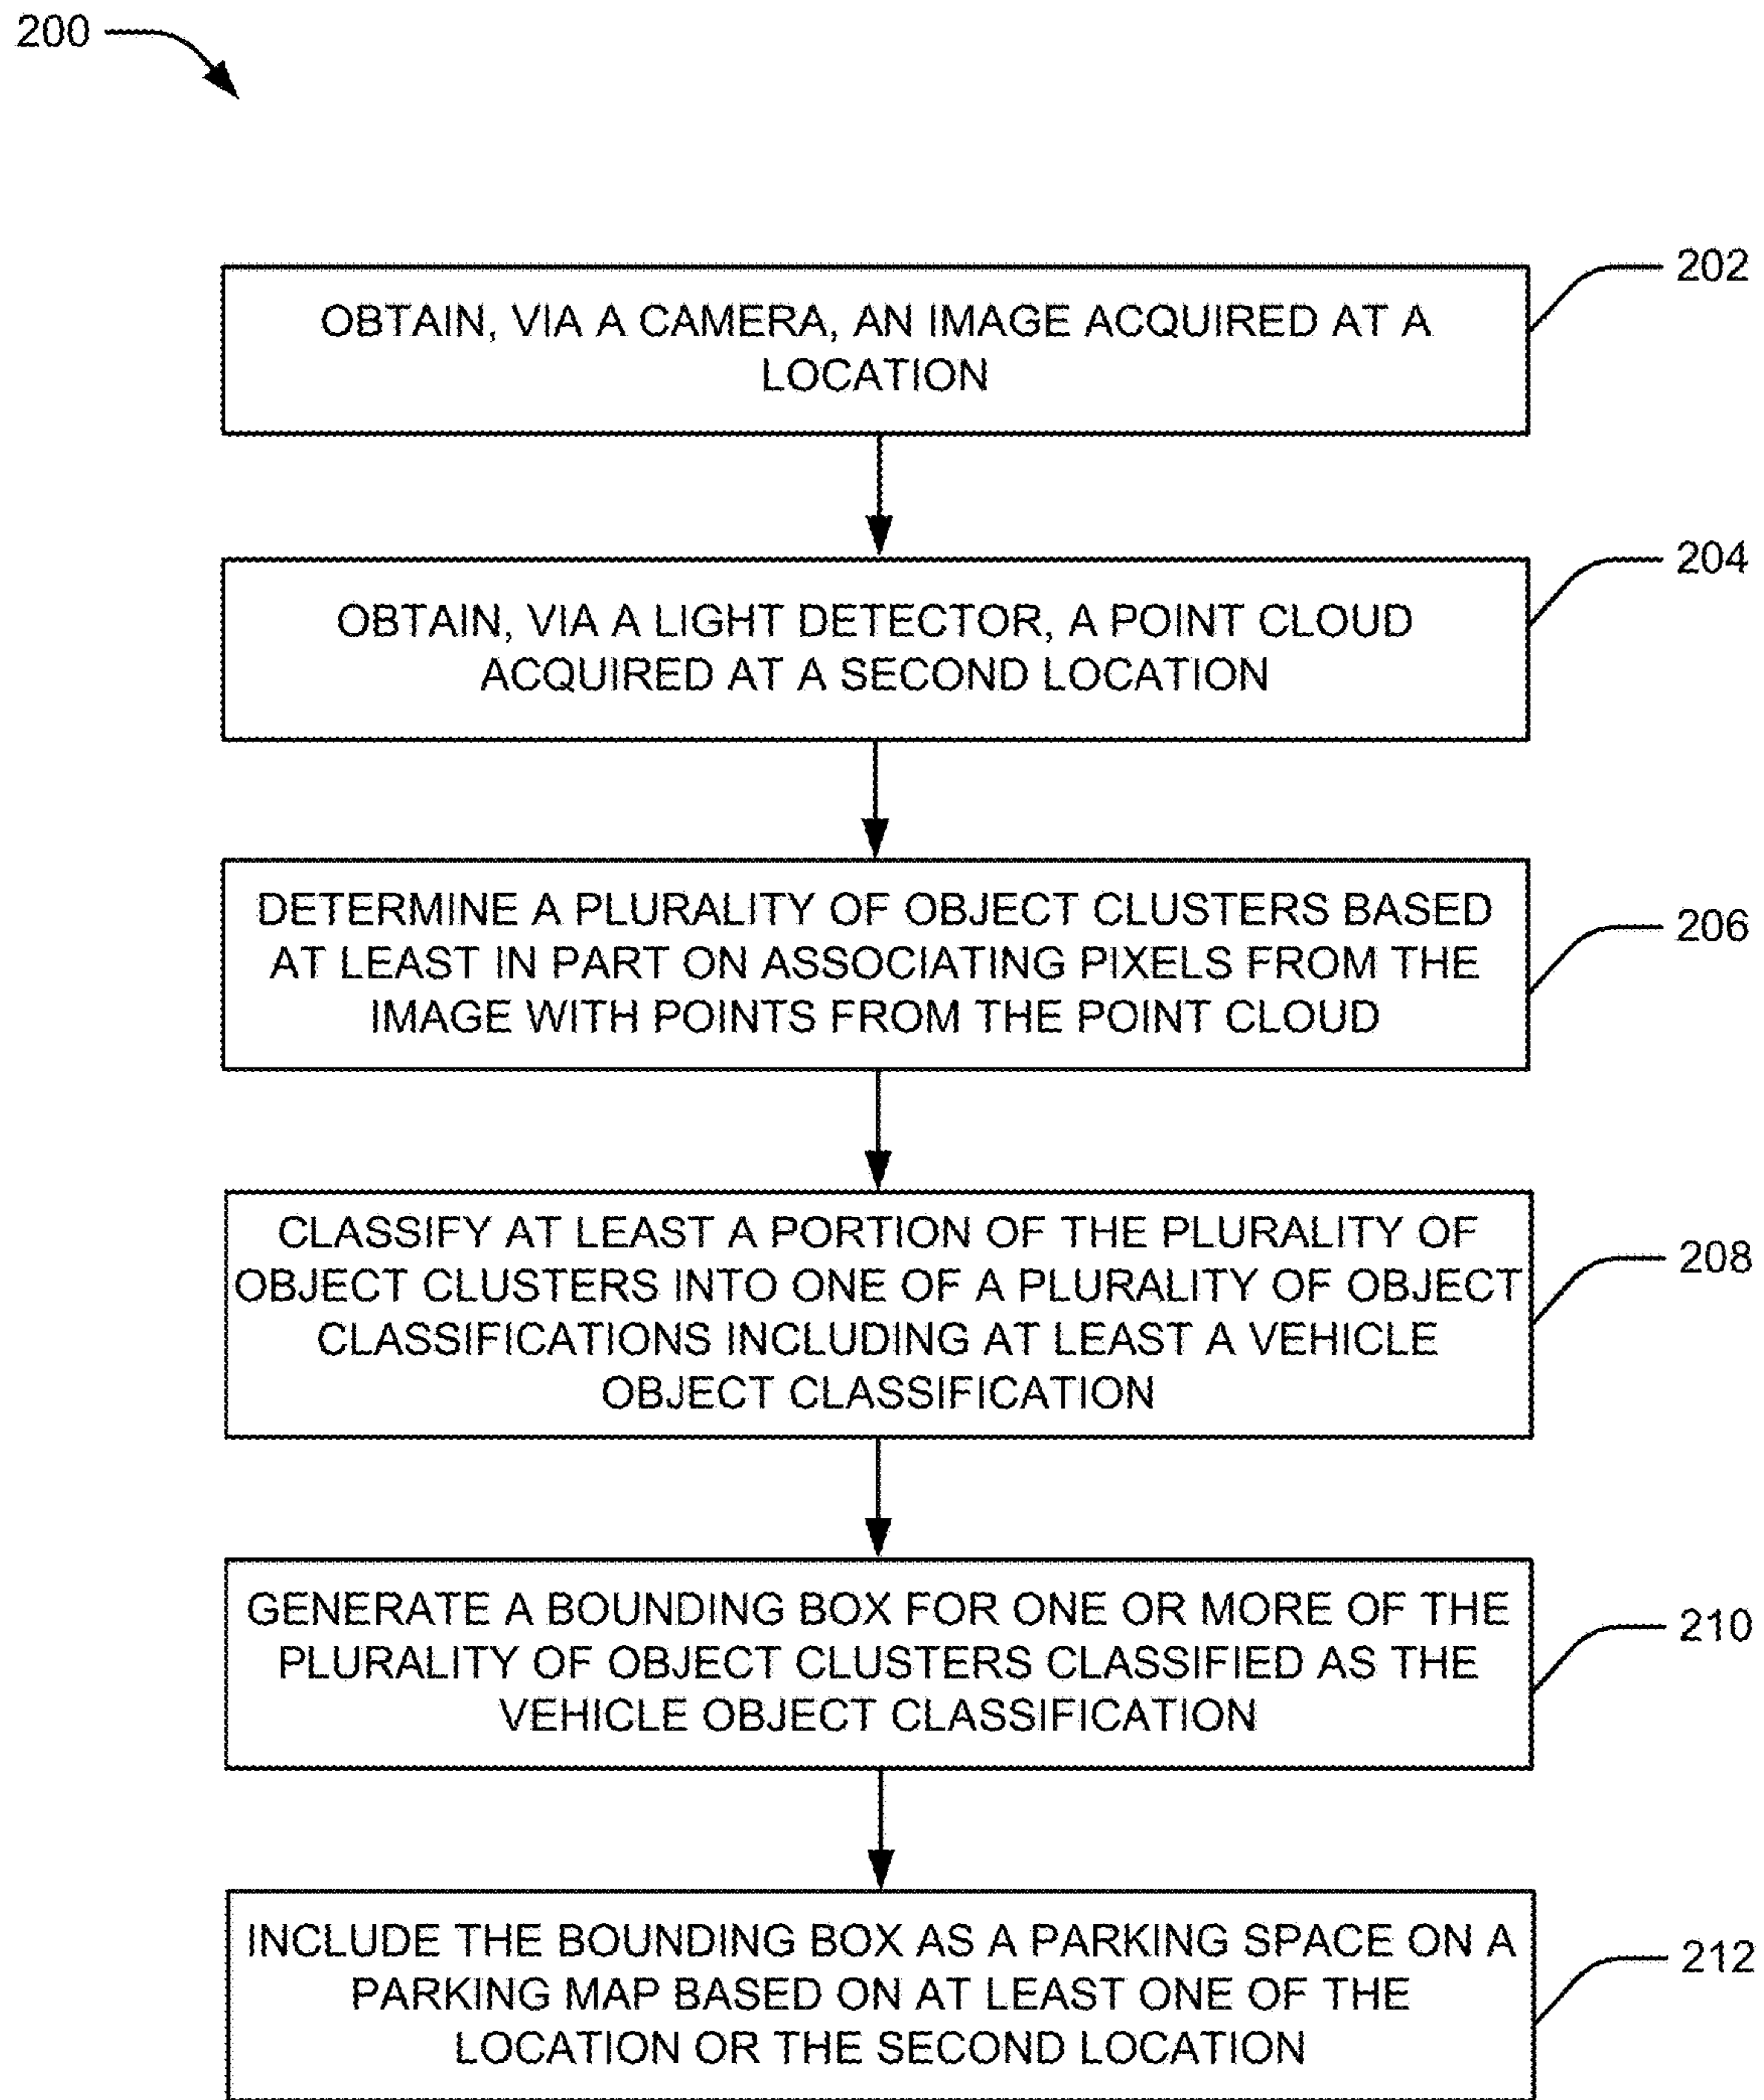 200
OBTAIN, VIA A CAMERA, AN IMAGE ACQUIRED AT A
LOCATION
202
OBTAIN, VIA A LIGHT DETECTOR, A POINT CLOUD
ACQUIRED AT A SECOND LOCATION
204
DETERMINE A PLURALITY OF OBJECT CLUSTERS BASED
AT LEAST IN PART ON ASSOCIATING PIXELS FROM THE
IMAGE WITH POINTS FROM THE POINT CLOUD
206
CLASSIFY AT LEAST A PORTION OF THE PLURALITY OF
OBJECT CLUSTERS INTO ONE OF A PLURALITY OF OBJECT
CLASSIFICATIONS INCLUDING AT LEAST A VEHICLE
OBJECT CLASSIFICATION
208
GENERATE A BOUNDING BOX FOR ONE OR MORE OF THE
PLURALITY OF OBJECT CLUSTERS CLASSIFIED AS THE
VEHICLE OBJECT CLASSIFICATION
210
INCLUDE THE BOUNDING BOX AS A PARKING SPACE ON A
PARKING MAP BASED ON AT LEAST ONE OF THE
LOCATION OR THE SECOND LOCATION
212